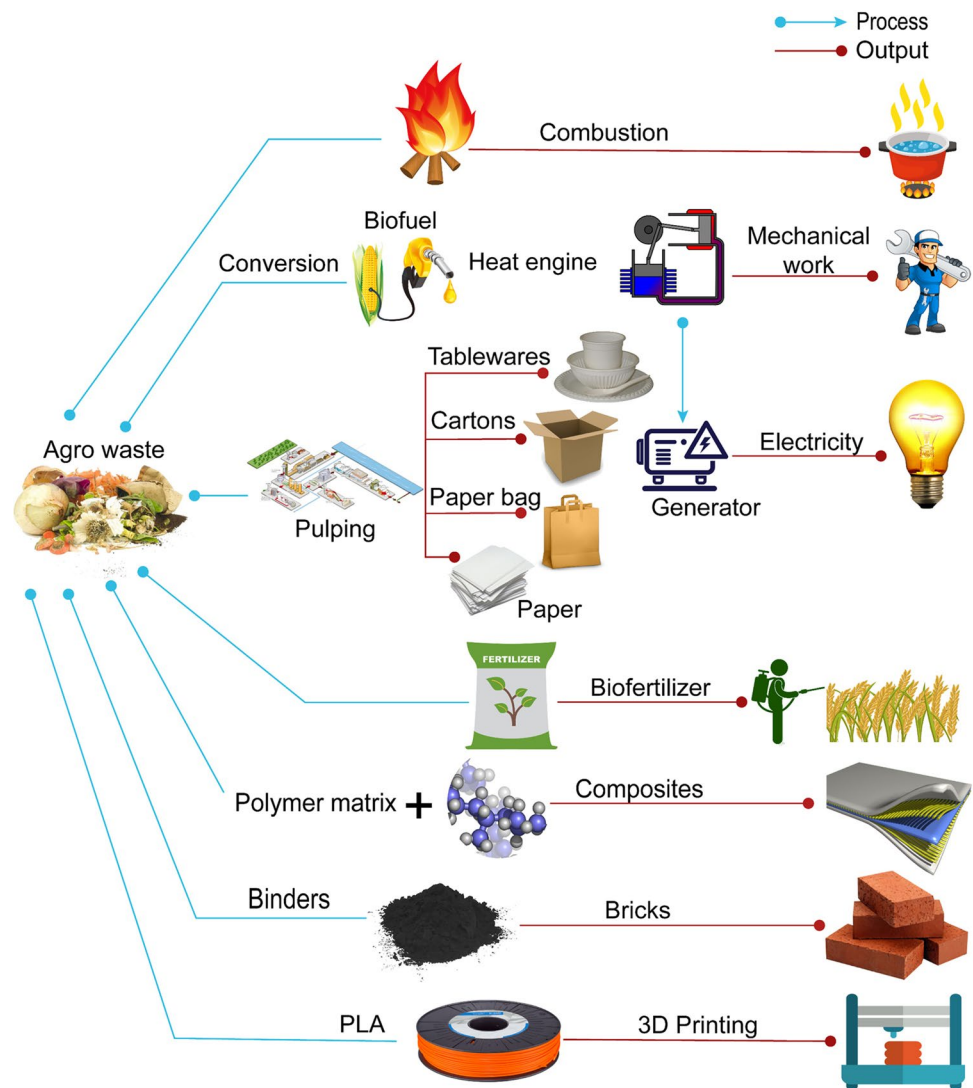 Process
Output
Combustion
Biofuel
Conversion
Heat engine
Mechanical
work
Tablewares
Cartons
Agro waste
Electricity
Paper bag
Pulping
Generator
Paper
FERTILIZER
Biofertilizer
Polymer matrix +
Composites
Binders
Bricks
PLA
3D Printing